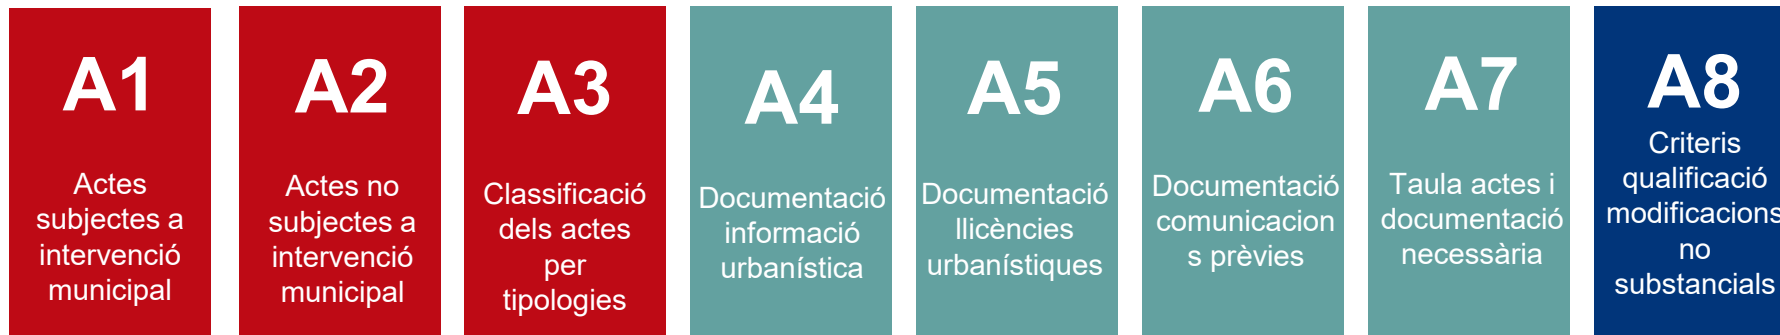 A1
Actes
subjectes a
intervenció
municipal
A2
Actes no
subjectes a
intervenció
municipal
A3
Classificació
dels actes
per
tipologies
A4
Documentació
informació
urbanística
A5
Documentació
llicències
urbanístiques
A6
Documentació
comunicacion
s prèvies
A7
Taula actes i
documentació
necessària
A8
Criteris
qualificació
modificacions
no
substancials